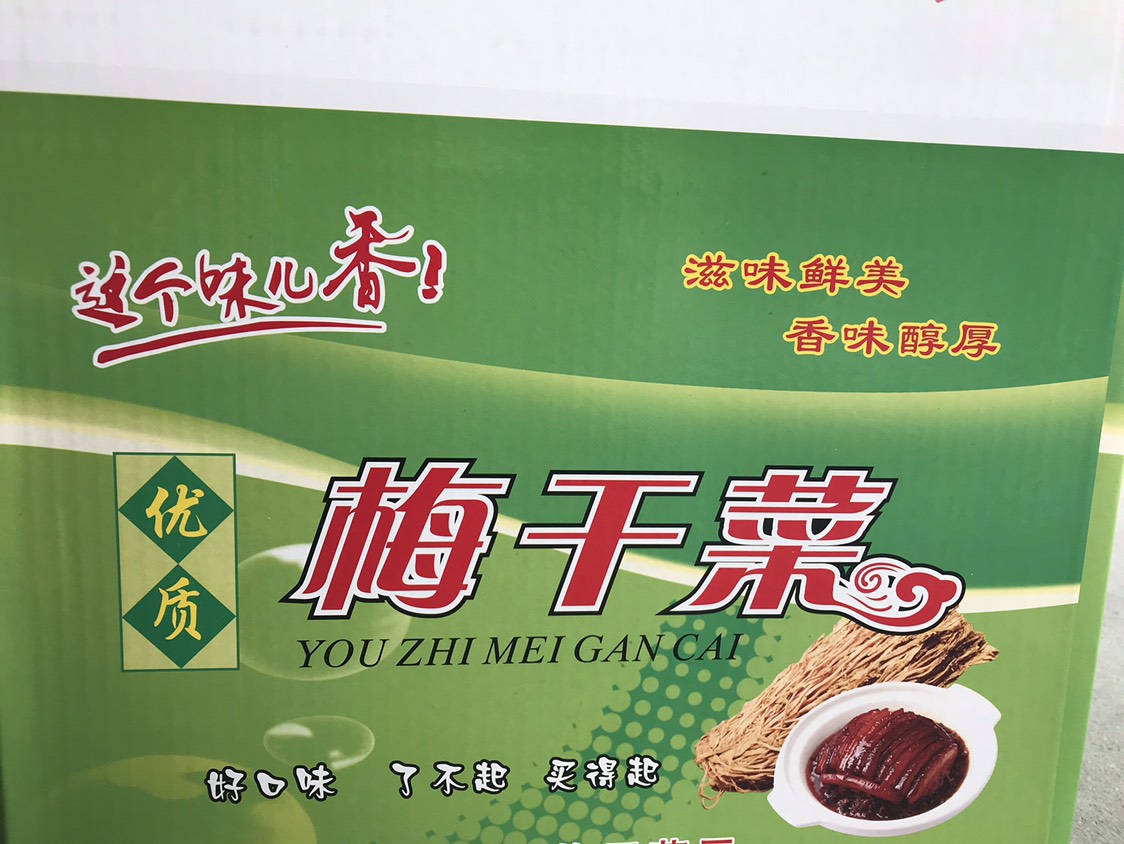 这个味儿香！
滋味鲜美
香味醇厚
优质
梅干菜
YOU ZHI MEI GAN CAI
好口味 了不起 买得起